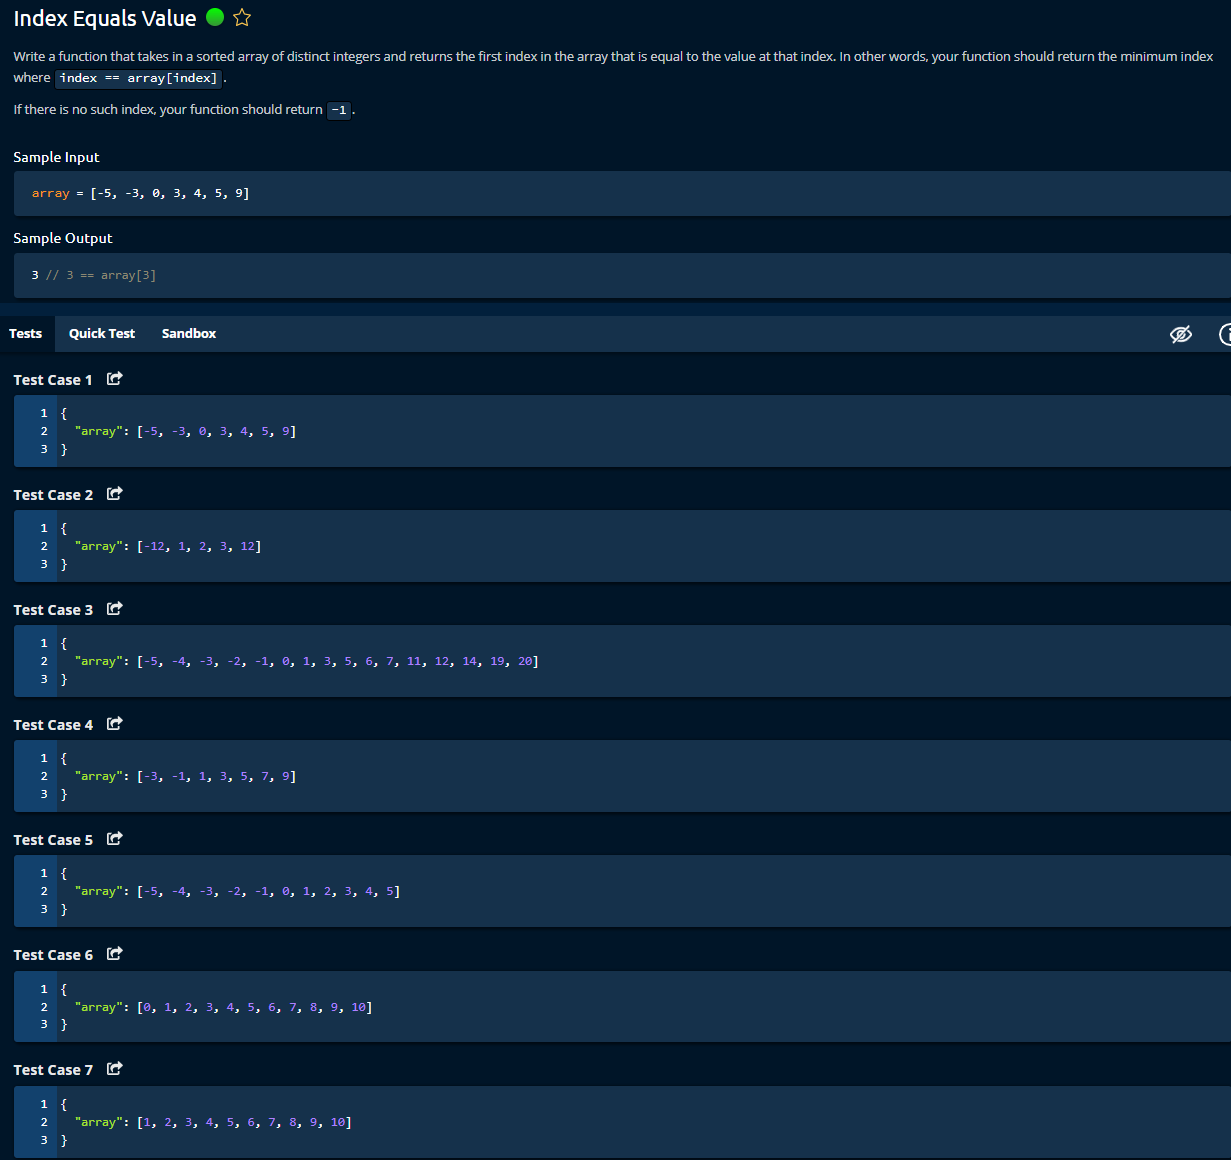 Index Equals Value
Write a function that takes in a sorted array of distinct integers and returns the first index in the array that is equal to the value at that index. In other words, your function should return the minimum index
where index == array[index] .
If there is no such index, your function should return -1 .
Sample Input
array = [-5, -3, 0, 3, 4, 5, 9]
Sample Output
3 // 3 == array[3]
Tests Quick Test Sandbox
Test Case 1
1 {
2 "array": [-5, -3, 0, 3, 4, 5, 9]
3 }
Test Case 2
1 {
2 "array": [-12, 1, 2, 3, 12]
3 }
Test Case 3
1 {
2 "array": [-5, -4, -3, -2, -1, 0, 1, 3, 5, 6, 7, 11, 12, 14, 19, 20]
3 }
Test Case 4
1 {
2 "array": [-3, -1, 1, 3, 5, 7, 9]
3 }
Test Case 5
1 {
2 "array": [-5, -4, -3, -2, -1, 0, 1, 2, 3, 4, 5]
3 }
Test Case 6
1 {
2 "array": [0, 1, 2, 3, 4, 5, 6, 7, 8, 9, 10]
3 }
Test Case 7
1 {
2 "array": [1, 2, 3, 4, 5, 6, 7, 8, 9, 10]
3 }